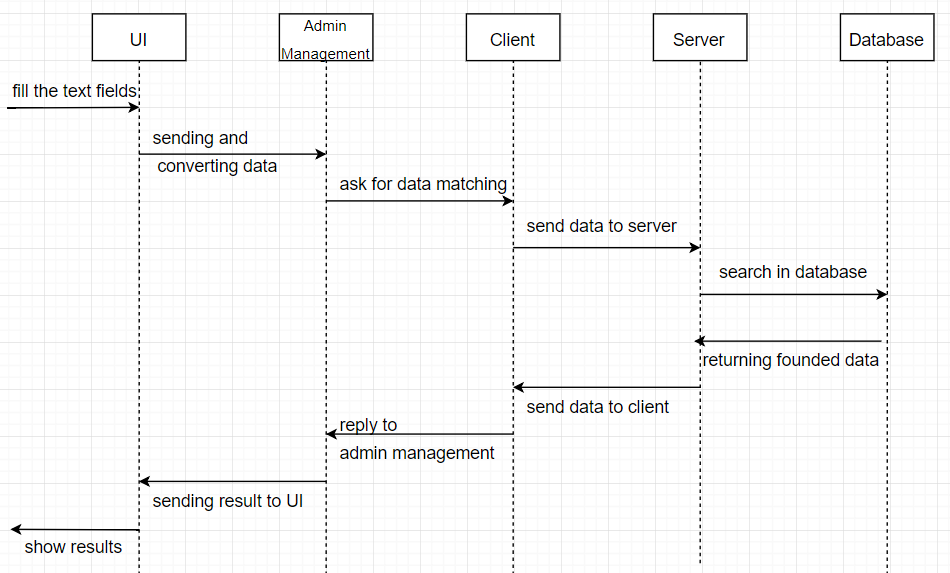 UI
Admin
Management
Client
Server
Database
fill the text fields
sending and
converting data
ask for data matching
send data to server
search in database
returning founded data
send data to client
reply to
admin management
sending result to UI
show results